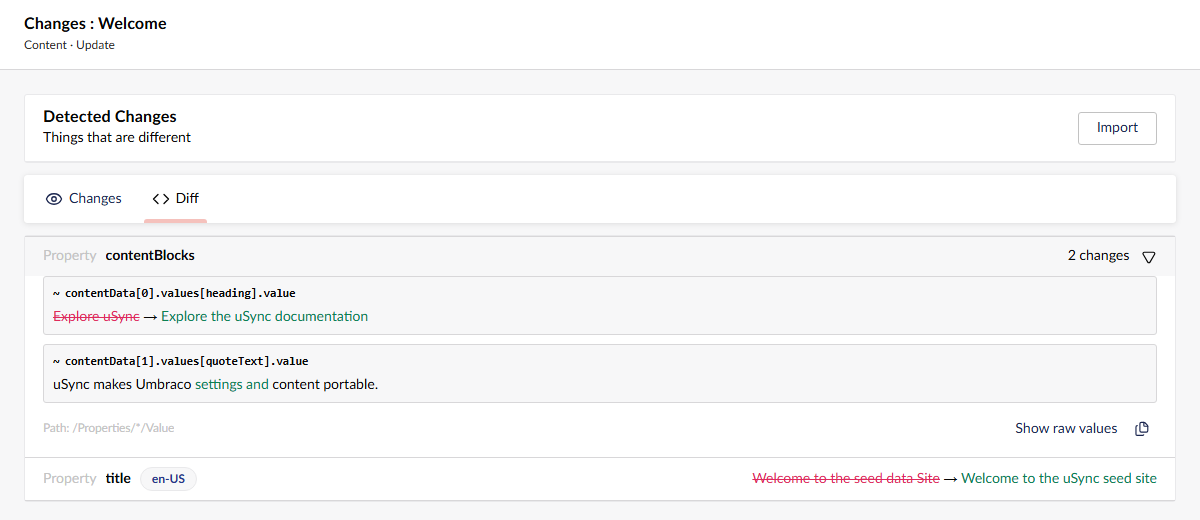 Changes : Welcome
Content · Update
Detected Changes
Things that are different
Import
Changes
Diff
Property contentBlocks 2 changes
~ contentData[0].values[heading].value
Explore uSync → Explore the uSync documentation
~ contentData[1].values[quoteText].value
uSync makes Umbraco settings and content portable.
Path: /Properties/*/Value
Show raw values
Property title en-US Welcome to the seed data Site → Welcome to the uSync seed site